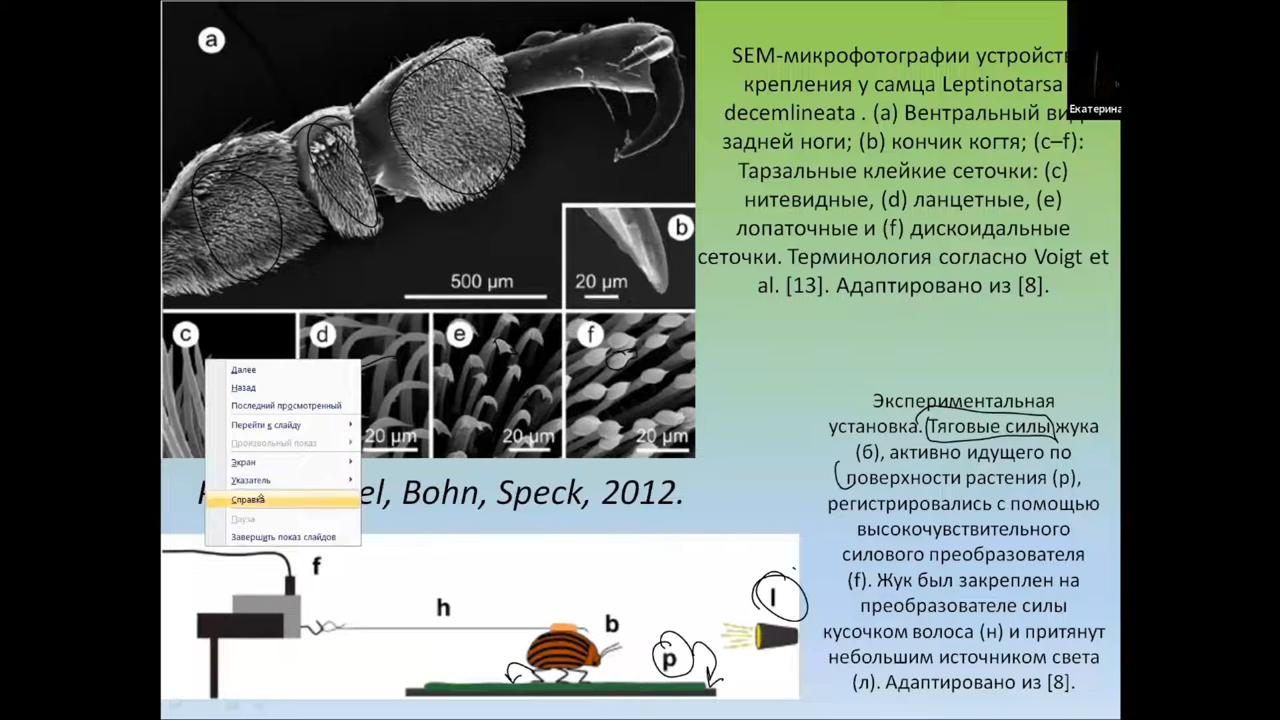 a
SEM-микрофотографии устройств
крепления у самца Leptinotarsa
decemlineata . (a) Вентральный вид
задней ноги; (b) кончик когтя; (c–f):
Тарзальные клейкие сеточки: (c)
нитевидные, (d) ланцетные, (e)
лопаточные и (f) дискоидальные
сеточки. Терминология согласно Voigt et
al. [13]. Адаптировано из [8].
Екатерина
b
500 µm
20 µm
c
d
e
f
20 µm
20 µm
20 µm
Далее
Назад
Последний просмотренный
Перейти к слайду
Произвольный показ
Экран
Указатель
Справка
Пауза
Завершить показ слайдов
el, Bohn, Speck, 2012.
Экспериментальная
установка. Тяговые силы жука
(б), активно идущего по
поверхности растения (р),
регистрировались с помощью
высокочувствительного
силового преобразователя
(f). Жук был закреплен на
преобразователе силы
кусочком волоса (н) и притянут
небольшим источником света
(л). Адаптировано из [8].
f
h
b
p
l